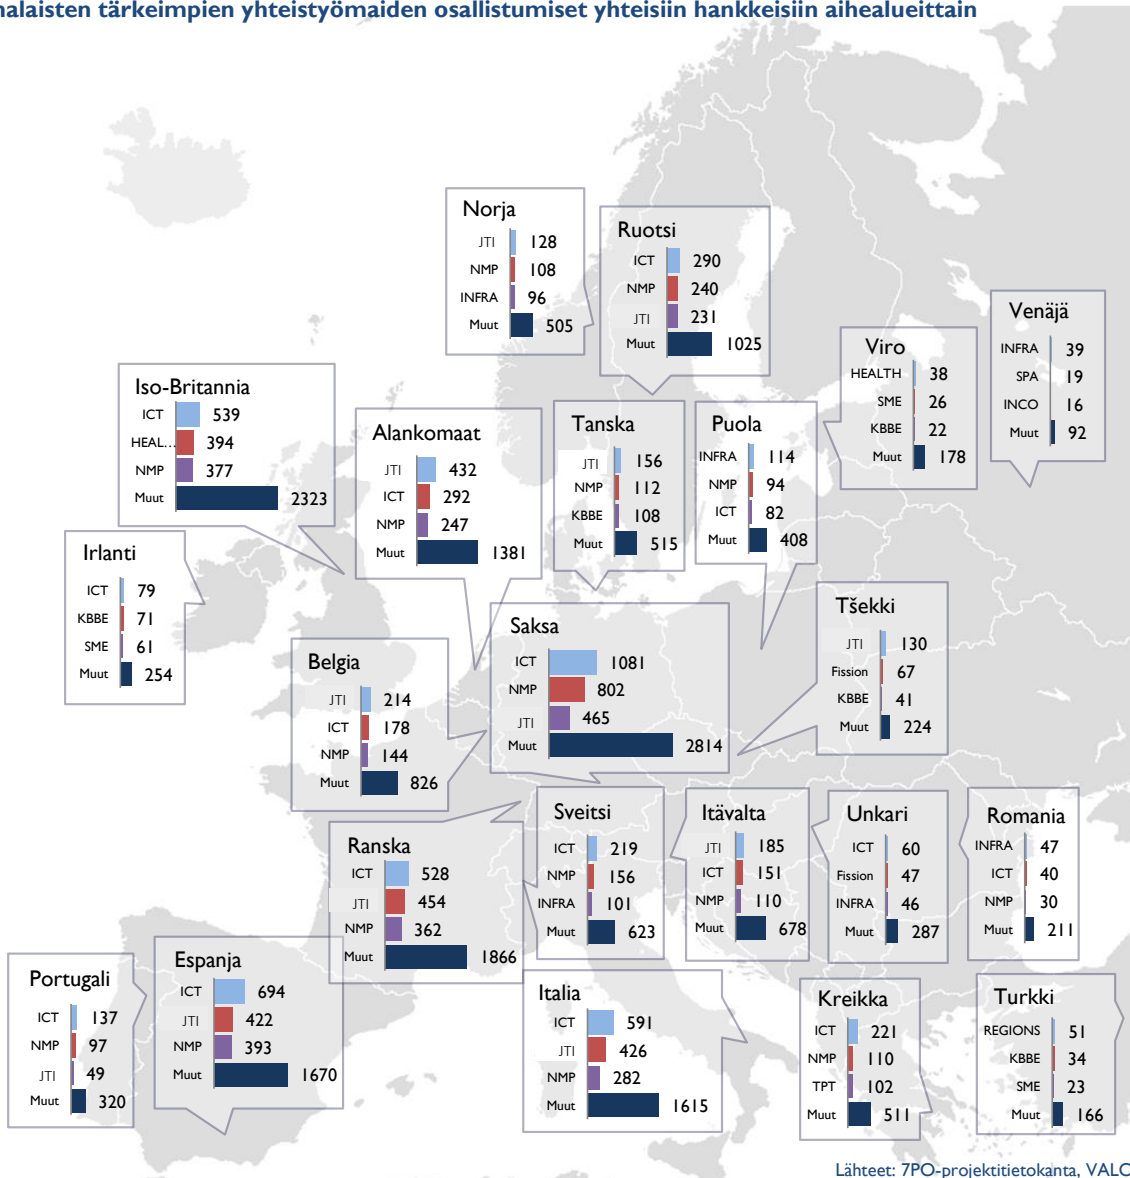 osallistumiset yhteisiin hankkeisiin aihealueittain
tärkeimpien yhteistyömaiden
Norja
JTI 128
NMP 108
INFRA 96
Muut 505
Ruotsi
ICT 290
NMP 240
JTI 231
Muut 1025
Venäjä
INFRA 39
SPA 19
INCO 16
Muut 92
Viro
HEALTH 38
SME 26
KBBE 22
Muut 178
Iso-Britannia
ICT 539
HEAL... 394
NMP 377
Muut 2323
Alankomaat
JTI 432
ICT 292
NMP 247
Muut 1381
Tanska
JTI 156
NMP 112
KBBE 108
Muut 515
Puola
INFRA 114
NMP 94
ICT 82
Muut 408
Irlanti
ICT 79
KBBE 71
SME 61
Muut 254
Belgia
JTI 214
ICT 178
NMP 144
Muut 826
Saksa
ICT 1081
NMP 802
JTI 465
Muut 2814
Tšekki
JTI 130
Fission 67
KBBE 41
Muut 224
Ranska
ICT 528
JTI 454
NMP 362
Muut 1866
Sveitsi
ICT 219
NMP 156
INFRA 101
Muut 623
Itävalta
JTI 185
ICT 151
NMP 110
Muut 678
Unkari
ICT 60
Fission 47
INFRA 46
Muut 287
Romania
INFRA 47
ICT 40
NMP 30
Muut 211
Portugali
ICT 137
NMP 97
JTI 49
Muut 320
Espanja
ICT 694
JTI 422
NMP 393
Muut 1670
Italia
ICT 591
JTI 426
NMP 282
Muut 1615
Kreikka
ICT 221
NMP 110
TPT 102
Muut 511
Turkki
REGIONS 51
KBBE 34
SME 23
Muut 166
Lähteet: 7PO-projektitietokanta,